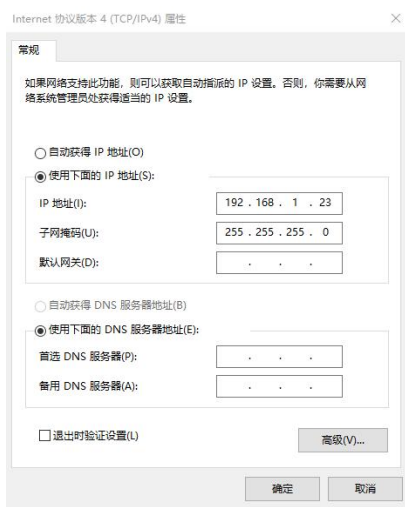 Internet 协议版本 4 (TCP/IPv4) 属性
常规
如果网络支持此功能，则可以获取自动指派的 IP 设置。否则，你需要从网
络系统管理员处获得适当的 IP 设置。
自动获得 IP 地址(O)
使用下面的 IP 地址(S):
IP 地址(I): 192 . 168 . 1 . 23
子网掩码(U): 255 . 255 . 255 . 0
默认网关(D): . . .
自动获得 DNS 服务器地址(B)
使用下面的 DNS 服务器地址(E):
首选 DNS 服务器(P): . . .
备用 DNS 服务器(A): . . .
退出时验证设置(L)
高级(V)...
确定 取消